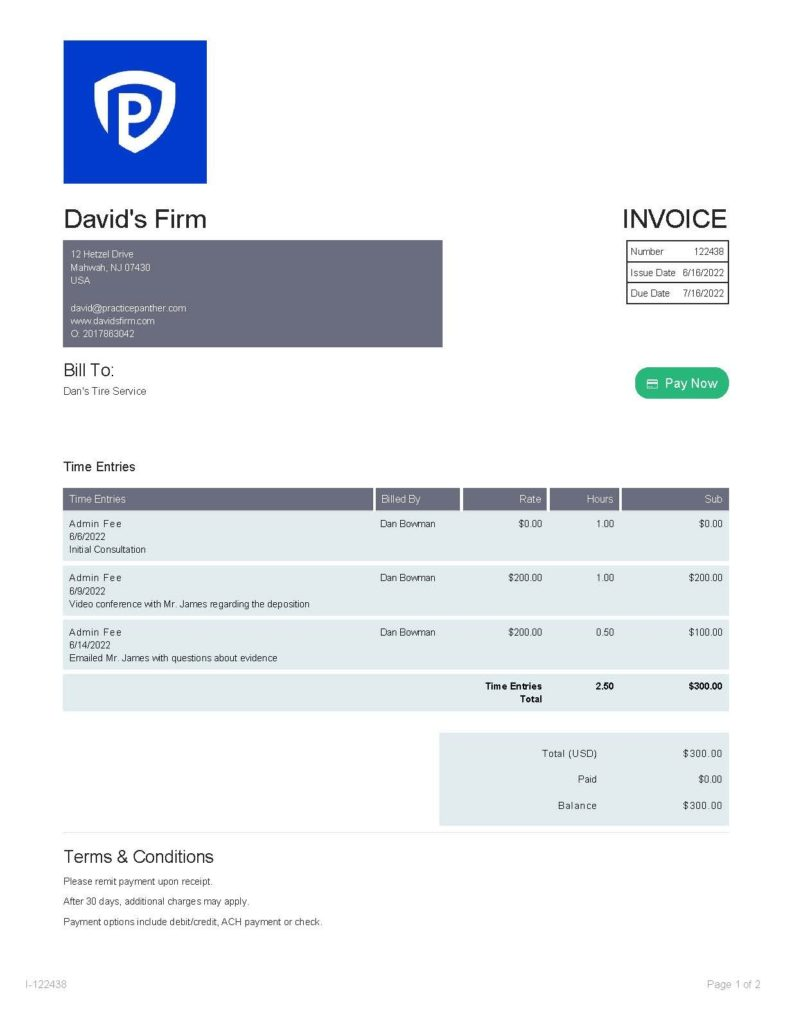 P
David's Firm
INVOICE
12 Hetzel Drive
Mahwah, NJ 07430
USA
david@practicepanther.com
www.davidsfirm.com
O: 2017863042
Number 122438
Issue Date 6/16/2022
Due Date 7/16/2022
Bill To:
Dan's Tire Service
Pay Now
Time Entries
Time Entries Billed By Rate Hours Sub
Admin Fee Dan Bowman $0.00 1.00 $0.00
6/6/2022
Initial Consultation
Admin Fee Dan Bowman $200.00 1.00 $200.00
6/9/2022
Video conference with Mr. James regarding the deposition
Admin Fee Dan Bowman $200.00 0.50 $100.00
6/14/2022
Emailed Mr. James with questions about evidence
Time Entries 2.50 $300.00
Total
Total (USD) $300.00
Paid $0.00
Balance $300.00
Terms & Conditions
Please remit payment upon receipt.
After 30 days, additional charges may apply.
Payment options include debit/credit, ACH payment or check.
I-122438 Page 1 of 2